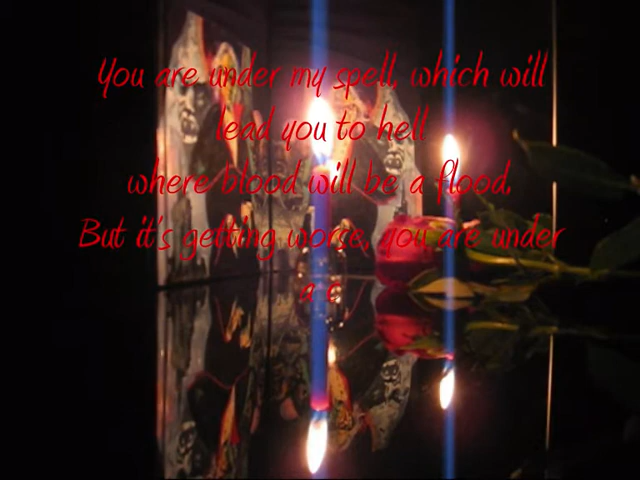 You are under my spell, which will
lead you to hell
where blood will be a flood.
But it's getting worse, you are under
a c